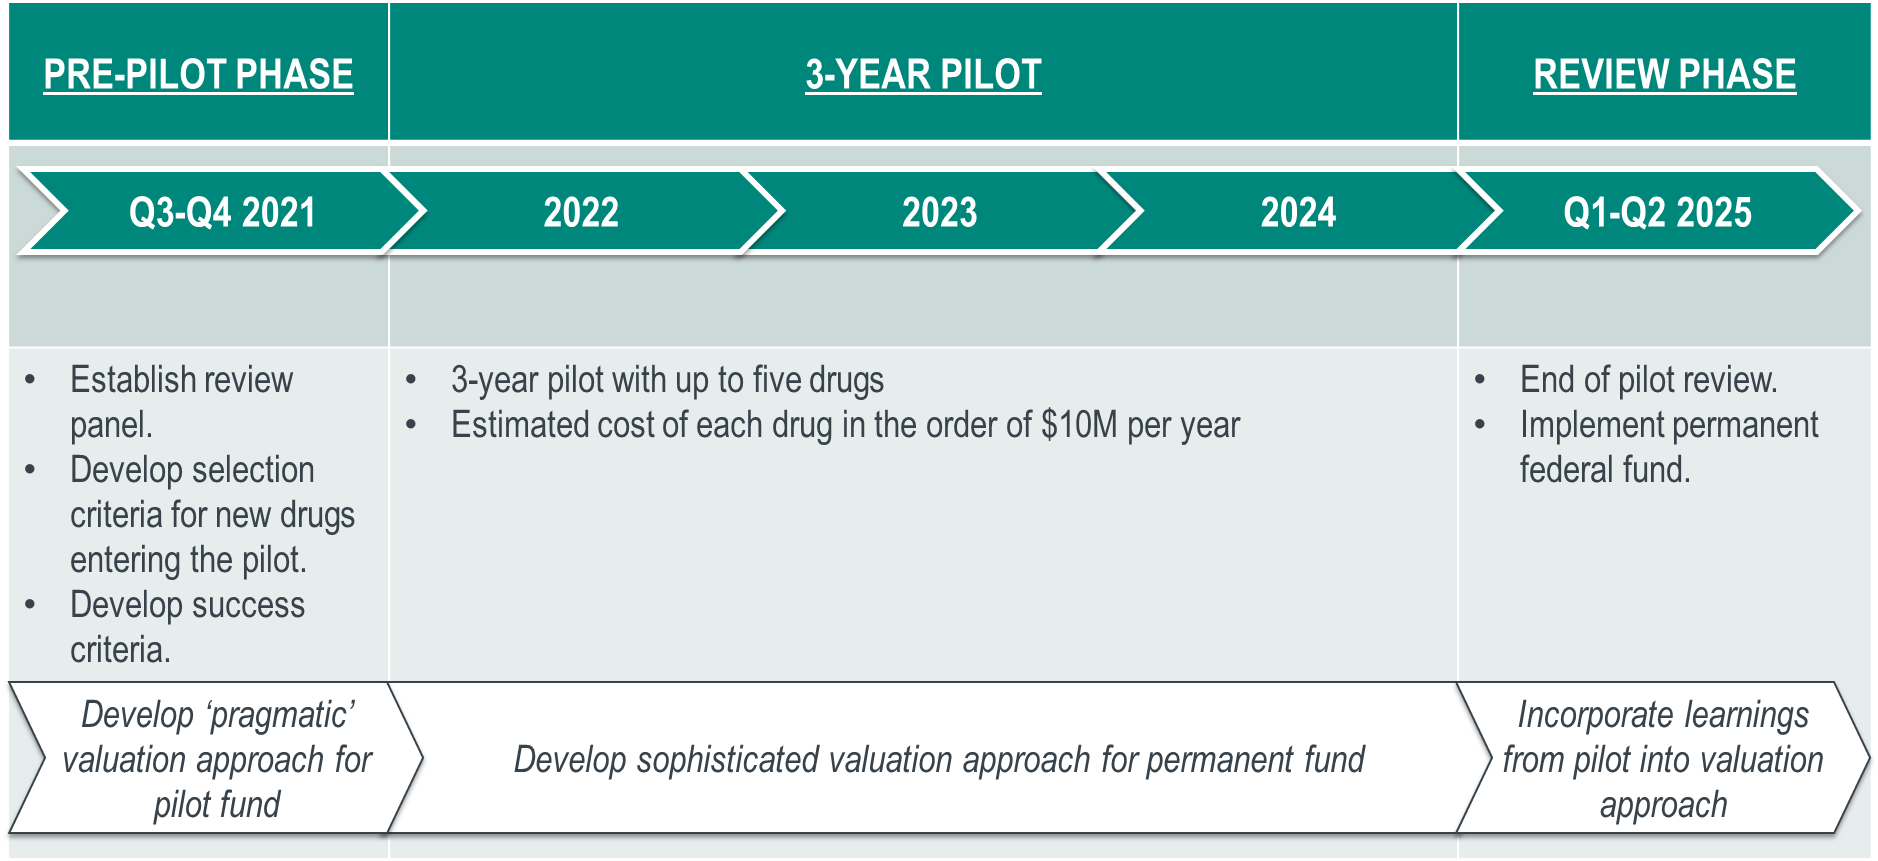 PRE-PILOT PHASE
3-YEAR PILOT
REVIEW PHASE
Q3-Q4 2021
2022
2023
2024
Q1-Q2 2025
• Establish review
panel.
• Develop selection
criteria for new drugs
entering the pilot.
• Develop success
criteria.
• 3-year pilot with up to five drugs
• Estimated cost of each drug in the order of $10M per year
• End of pilot review.
• Implement permanent
federal fund.
Develop ‘pragmatic’
valuation approach for
pilot fund
Develop sophisticated valuation approach for permanent fund
Incorporate learnings
from pilot into valuation
approach